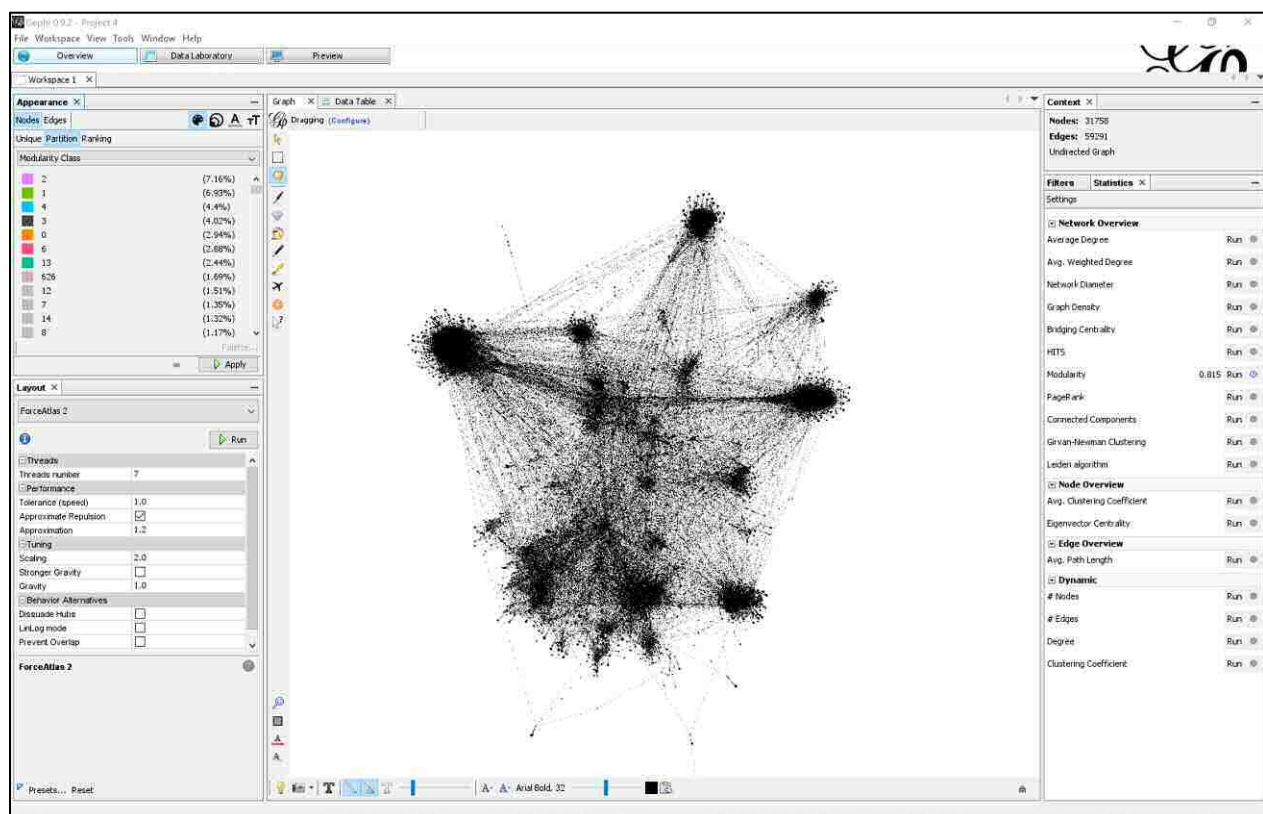 Gephi 0.9.2 - Project 4
File Workspace View Tools Window Help
Overview
Data Laboratory
Preview
Workspace 1
Appearance
Nodes Edges
Unique Partition Ranking
Modularity Class
2 (7.16%)
1 (6.93%)
4 (4.4%)
3 (4.02%)
0 (2.94%)
6 (2.68%)
13 (2.44%)
626 (1.69%)
12 (1.51%)
7 (1.35%)
14 (1.32%)
8 (1.17%)
Palette...
Apply
Layout
ForceAtlas 2
Run
Threads
Threads number 7
Performance
Tolerance (speed) 1.0
Approximate Repulsion
Approximation 1.2
Tuning
Scaling 2.0
Stronger Gravity
Gravity 1.0
Behavior Alternatives
Dissuade Hubs
LinLog mode
Prevent Overlap
ForceAtlas 2
Presets... Reset
Graph
Data Table
Dragging (Configure)
A- A- Arial Bold, 32
Context
Nodes: 31758
Edges: 59291
Undirected Graph
Filters Statistics
Settings
Network Overview
Average Degree Run
Avg. Weighted Degree Run
Network Diameter Run
Graph Density Run
Bridging Centrality Run
HITS Run
Modularity 0.815 Run
PageRank Run
Connected Components Run
Girvan-Newman Clustering Run
Leiden algorithm Run
Node Overview
Avg. Clustering Coefficient Run
Eigenvector Centrality Run
Edge Overview
Avg. Path Length Run
Dynamic
# Nodes Run
# Edges Run
Degree Run
Clustering Coefficient Run